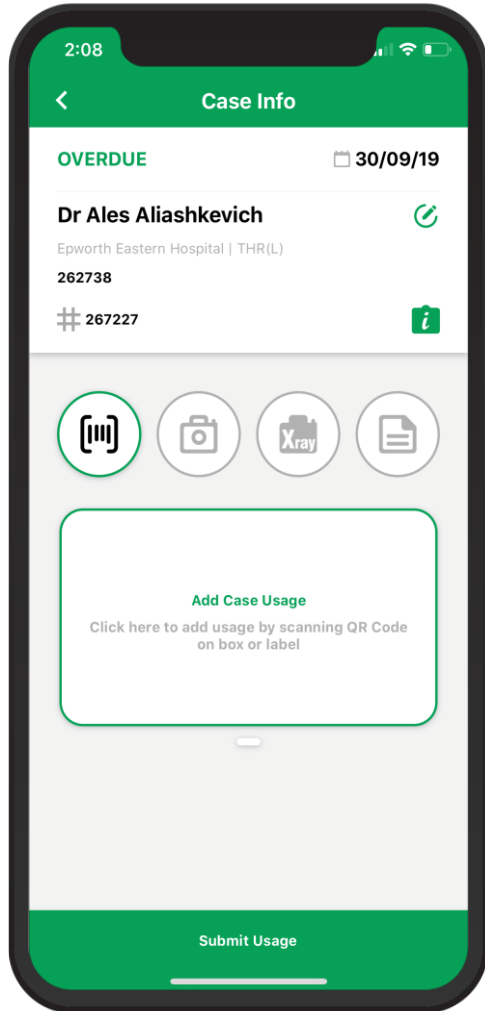 2:08
Case Info
OVERDUE
30/09/19
Dr Ales Aliashkevich
Epworth Eastern Hospital | THR(L)
262738
267227
i
Xray
Add Case Usage
Click here to add usage by scanning QR Code
on box or label
Submit Usage